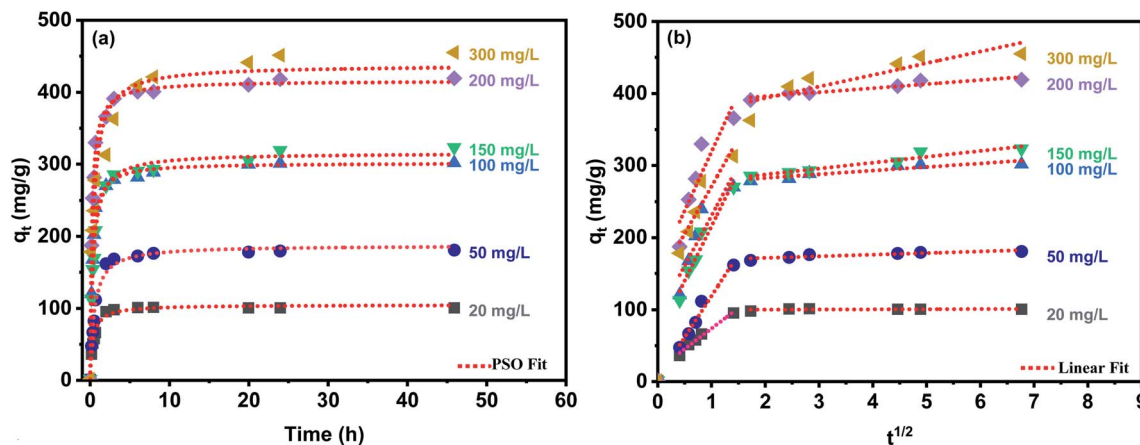 (a)
500
400
300
200
100
0
qt (mg/g)
300 mg/L
200 mg/L
150 mg/L
100 mg/L
50 mg/L
20 mg/L
PSO Fit
0 10 20 30 40 50 60
Time (h)
(b)
500
400
300
200
100
0
qt (mg/g)
300 mg/L
200 mg/L
150 mg/L
100 mg/L
50 mg/L
20 mg/L
Linear Fit
0 1 2 3 4 5 6 7 8 9
t1/2